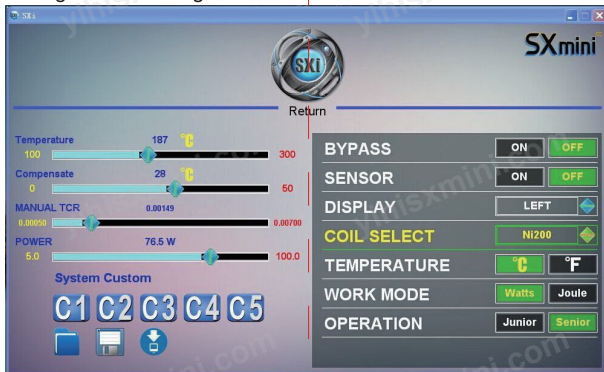 SXi
SXmini
SXi
Return
Temperature 187 °C
100 300
Compensate 28 °C
0 50
MANUAL TCR 0.00149
0.00050 0.00700
POWER 76.5 W
5.0 100.0
System Custom
C1 C2 C3 C4 C5
BYPASS ON OFF
SENSOR ON OFF
DISPLAY LEFT
COIL SELECT Ni200
TEMPERATURE °C °F
WORK MODE Watts Joule
OPERATION Junior Senior